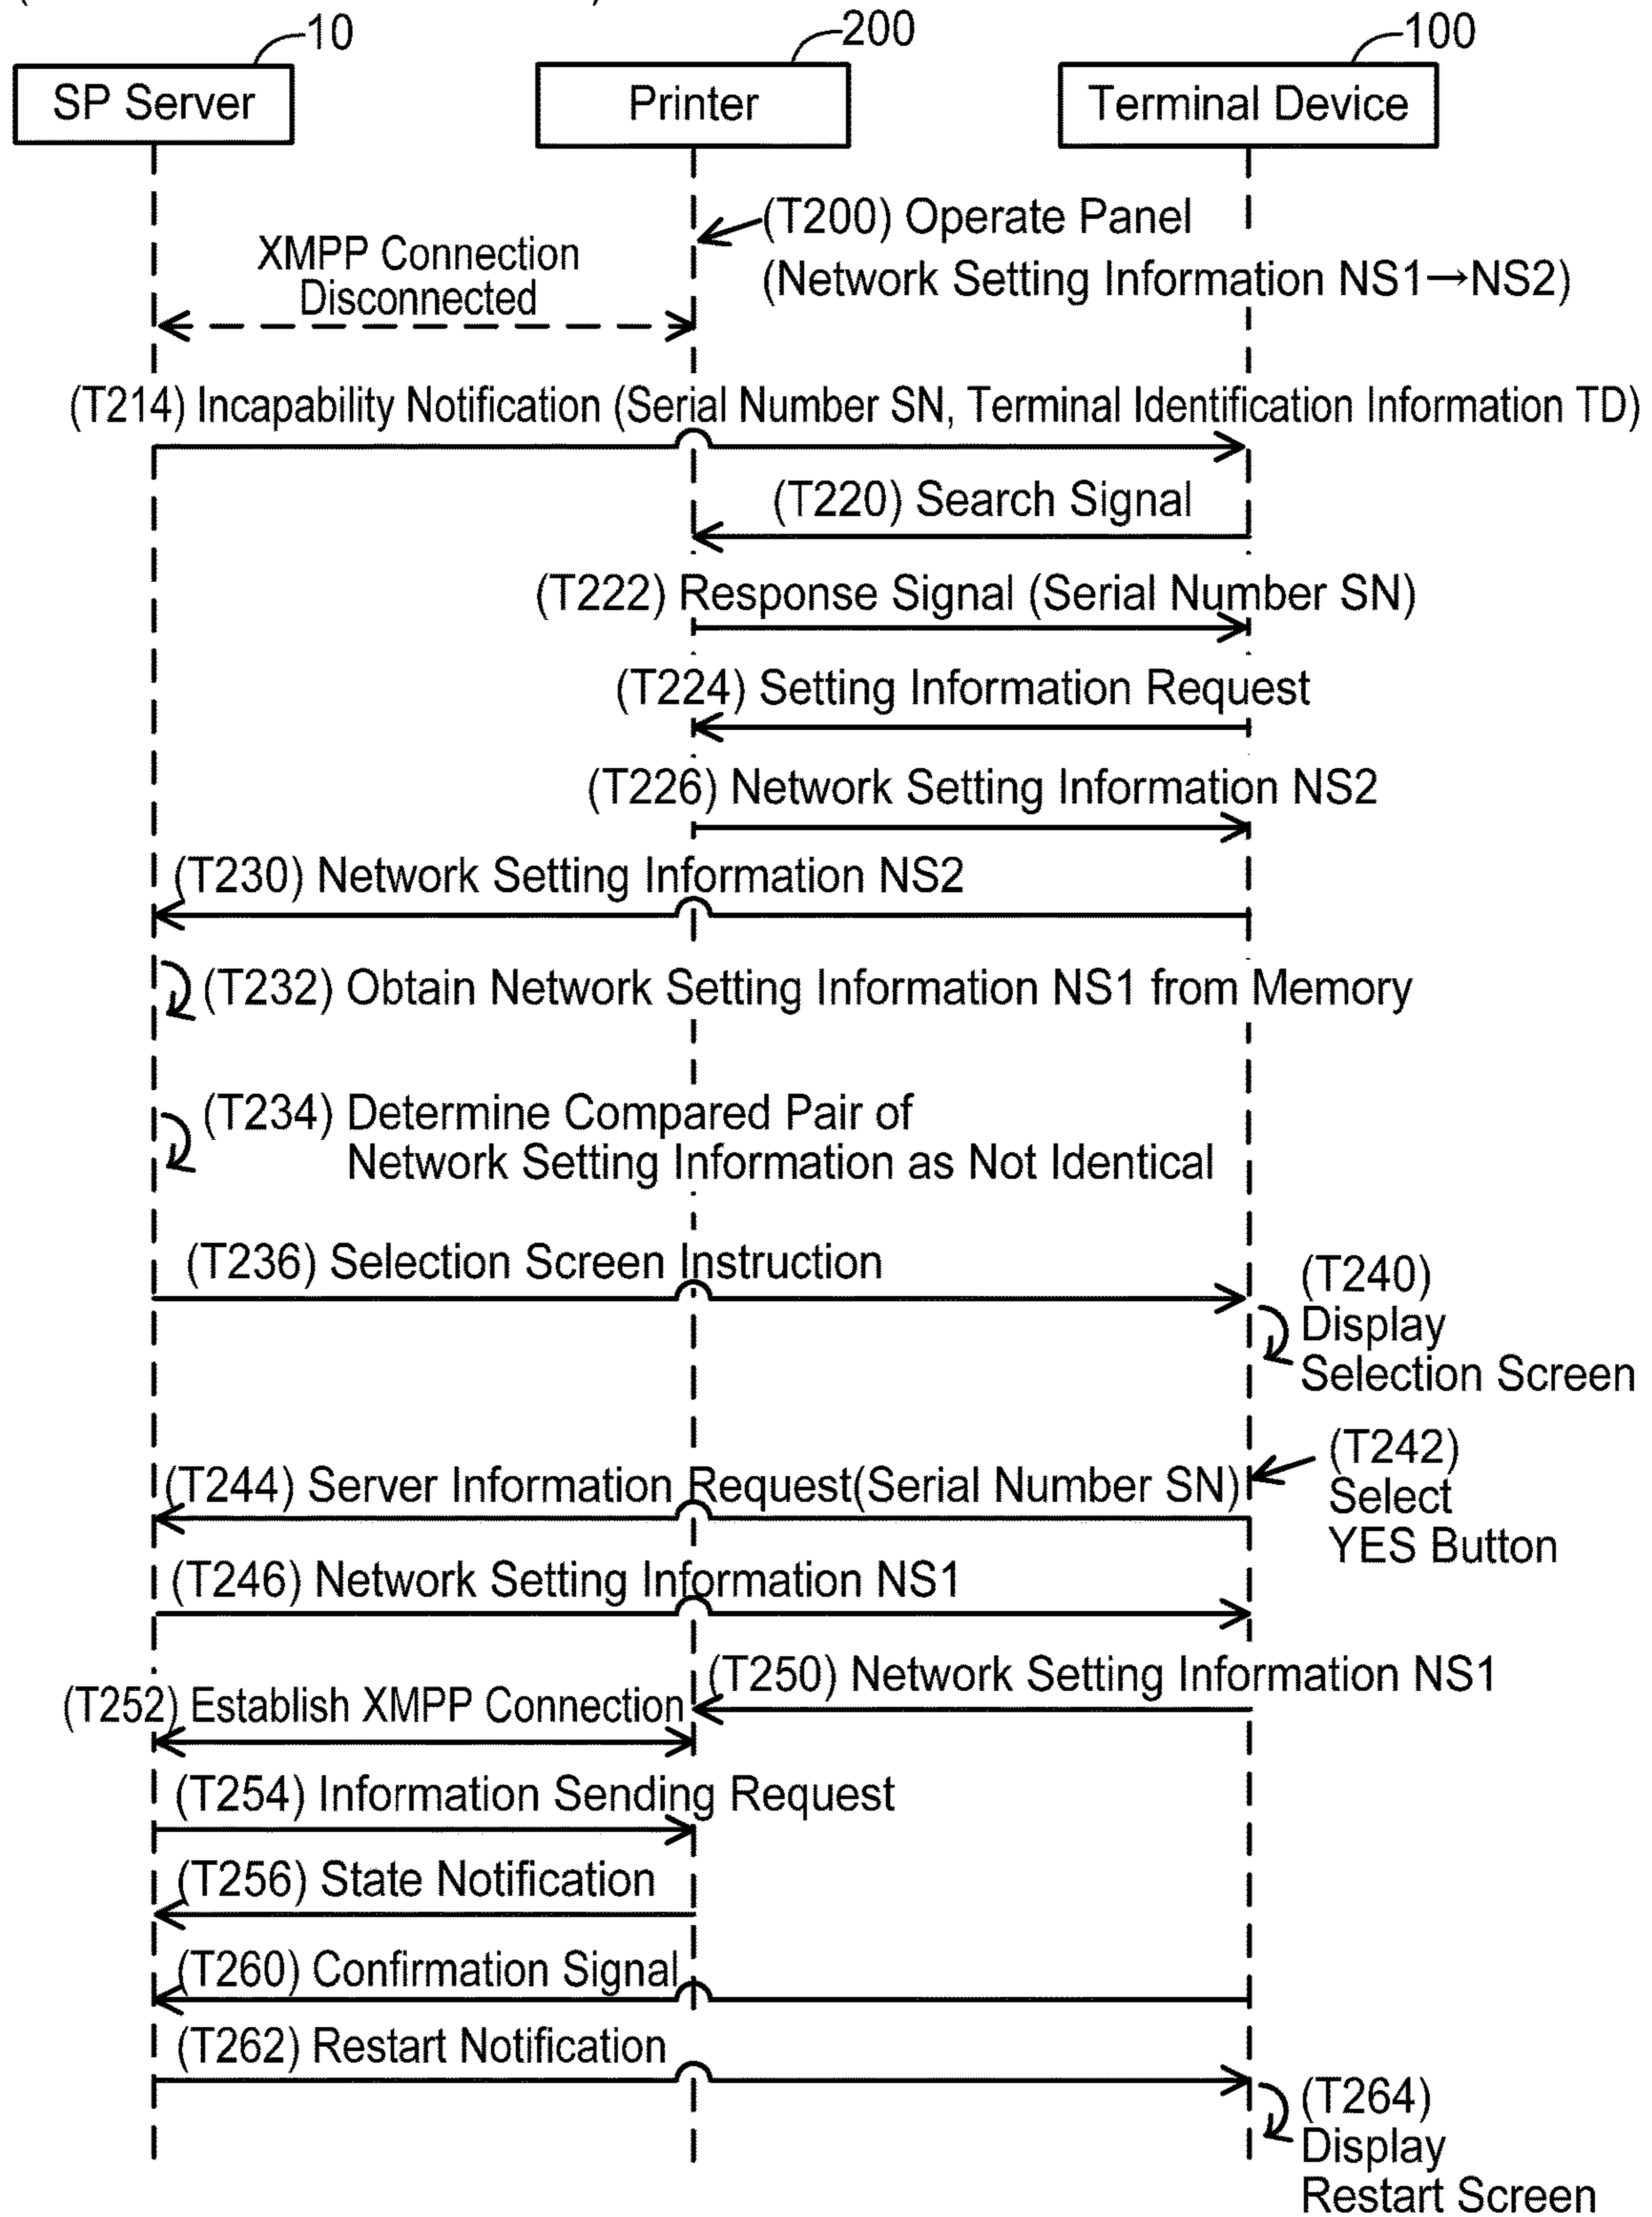 10
200
100
SP Server
Printer
Terminal Device
(T200) Operate Panel
(Network Setting Information NS1→NS2)
XMPP Connection
Disconnected
(T214) Incapability Notification (Serial Number SN, Terminal Identification Information TD)
(T220) Search Signal
(T222) Response Signal (Serial Number SN)
(T224) Setting Information Request
(T226) Network Setting Information NS2
(T230) Network Setting Information NS2
(T232) Obtain Network Setting Information NS1 from Memory
(T234) Determine Compared Pair of
Network Setting Information as Not Identical
(T236) Selection Screen Instruction
(T240)
Display
Selection Screen
(T242)
Select
YES Button
(T244) Server Information Request(Serial Number SN)
(T246) Network Setting Information NS1
(T250) Network Setting Information NS1
(T252) Establish XMPP Connection
(T254) Information Sending Request
(T256) State Notification
(T260) Confirmation Signal
(T262) Restart Notification
(T264)
Display
Restart Screen